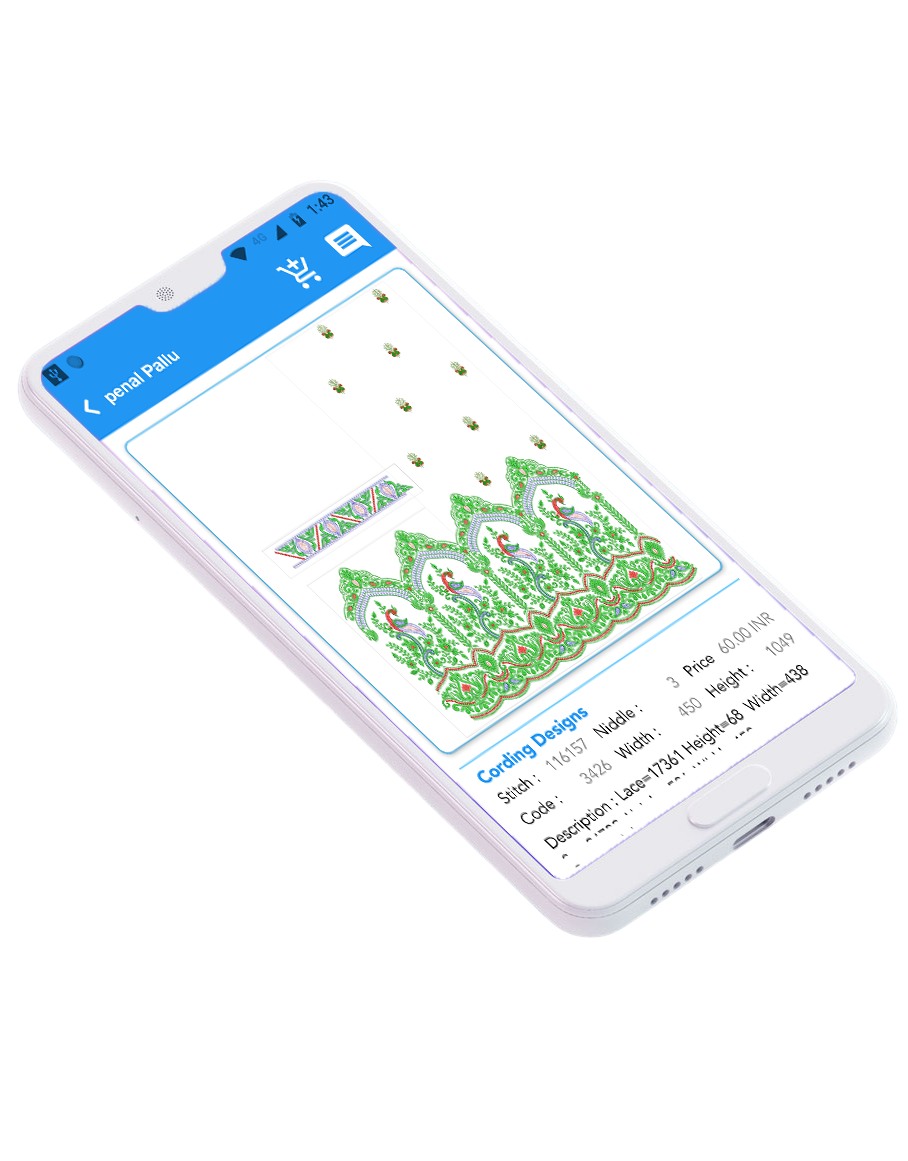 4G 1:43
penal Pallu
Cording Designs
Stitch : 116157 Niddle : 3 Price 60.00 INR
Code : 3426 Width : 450 Height : 1049
Description : Lace=17361 Height=68 Width=438